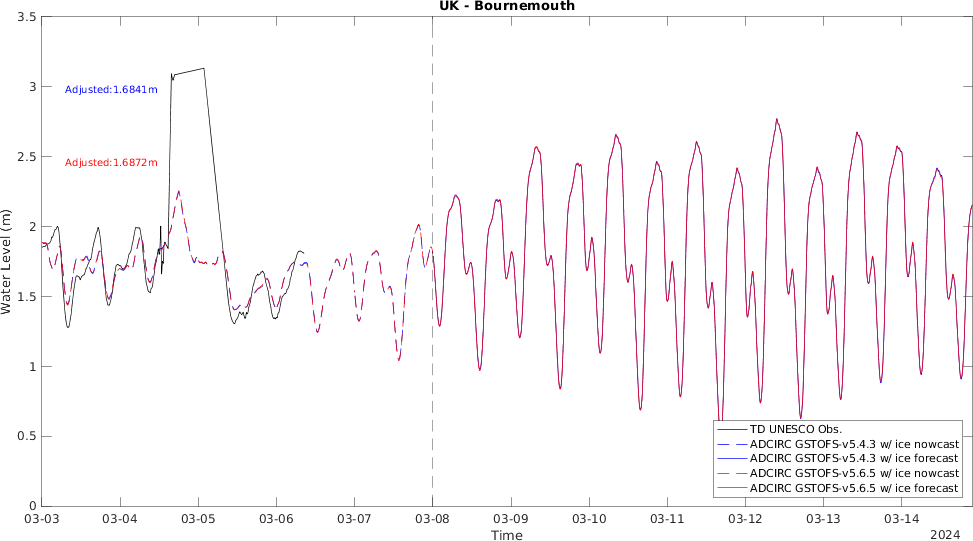 UK - Bournemouth
3.5
3
2.5
2
1.5
1
0.5
0
Water Level (m)
Adjusted:1.6841m
Adjusted:1.6872m
TD UNESCO Obs.
ADCIRC GSTOFS-v5.4.3 w/ ice nowcast
ADCIRC GSTOFS-v5.4.3 w/ ice forecast
ADCIRC GSTOFS-v5.6.5 w/ ice nowcast
ADCIRC GSTOFS-v5.6.5 w/ ice forecast
03-03 03-04 03-05 03-06 03-07 03-08 03-09 03-10 03-11 03-12 03-13 03-14
Time
2024